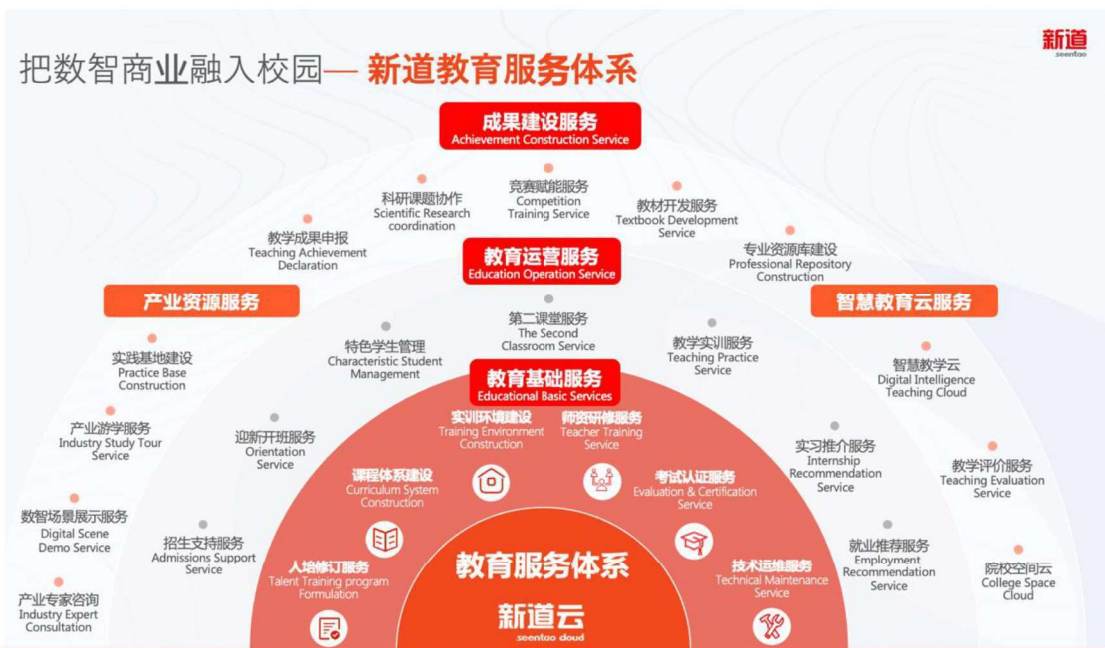 新道
seentao
把数智商业融入校园— 新道教育服务体系
成果建设服务
Achievement Construction Service
教学成果申报
Teaching Achievement
Declaration
科研课题协作
Scientific Research
coordination
竞赛赋能服务
Competition
Training Service
教材开发服务
Textbook Development
Service
专业资源库建设
Professional Repository
Construction
产业资源服务
实践基地建设
Practice Base
Construction
产业游学服务
Industry Study Tour
Service
数智场景展示服务
Digital Scene
Demo Service
产业专家咨询
Industry Expert
Consultation
教育运营服务
Education Operation Service
招生支持服务
Admissions Support
Service
迎新开班服务
Orientation
Service
特色学生管理
Characteristic Student
Management
第二课堂服务
The Second
Classroom Service
教学实训服务
Teaching Practice
Service
实习推介服务
Internship
Recommendation
Service
就业推荐服务
Employment
Recommendation
Service
智慧教育云服务
智慧教学云
Digital Intelligence
Teaching Cloud
教学评价服务
Teaching Evaluation
Service
院校空间云
College Space
Cloud
教育基础服务
Educational Basic Services
人培修订服务
Talent Training program
Formulation
课程体系建设
Curriculum System
Construction
实训环境建设
Training Environment
Construction
师资研修服务
Teacher Training
Service
考试认证服务
Evaluation & Certification
Service
技术运维服务
Technical Maintenance
Service
教育服务体系
新道云
seentao cloud